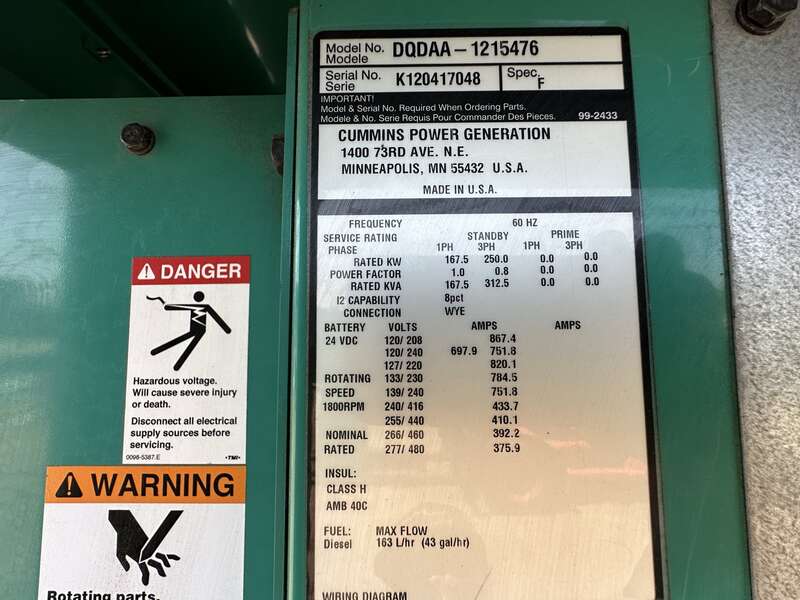 Model No. DQDAA - 1215476
Modele
Serial No. K120417048 Spec. F
Serie
IMPORTANT!
Model & Serial No. Required When Ordering Parts.
Modele & No. Serie Requis Pour Commander Des Pieces. 99-2433
CUMMINS POWER GENERATION
1400 73RD AVE. N.E.
MINNEAPOLIS, MN 55432 U.S.A.
MADE IN U.S.A.
FREQUENCY 60 HZ
SERVICE RATING STANDBY PRIME
PHASE 1PH 3PH 1PH 3PH
RATED KW 167.5 250.0 0.0 0.0
POWER FACTOR 1.0 0.8 0.0 0.0
RATED KVA 167.5 312.5 0.0 0.0
I2 CAPABILITY 8pct
CONNECTION WYE
BATTERY VOLTS AMPS AMPS
24 VDC 120/ 208 867.4
120/ 240 697.9 751.8
127/ 220 820.1
ROTATING 133/ 230 784.5
SPEED 139/ 240 751.8
1800RPM 240/ 416 433.7
255/ 440 410.1
NOMINAL 266/ 460 392.2
RATED 277/ 480 375.9
INSUL:
CLASS H
AMB 40C
FUEL: MAX FLOW
Diesel 163 L/hr (43 gal/hr)
WIRING DIAGRAM
DANGER
Hazardous voltage.
Will cause severe injury
or death.
Disconnect all electrical
supply sources before
servicing.
0098-5387.E •TMI•
WARNING
Rotating parts.